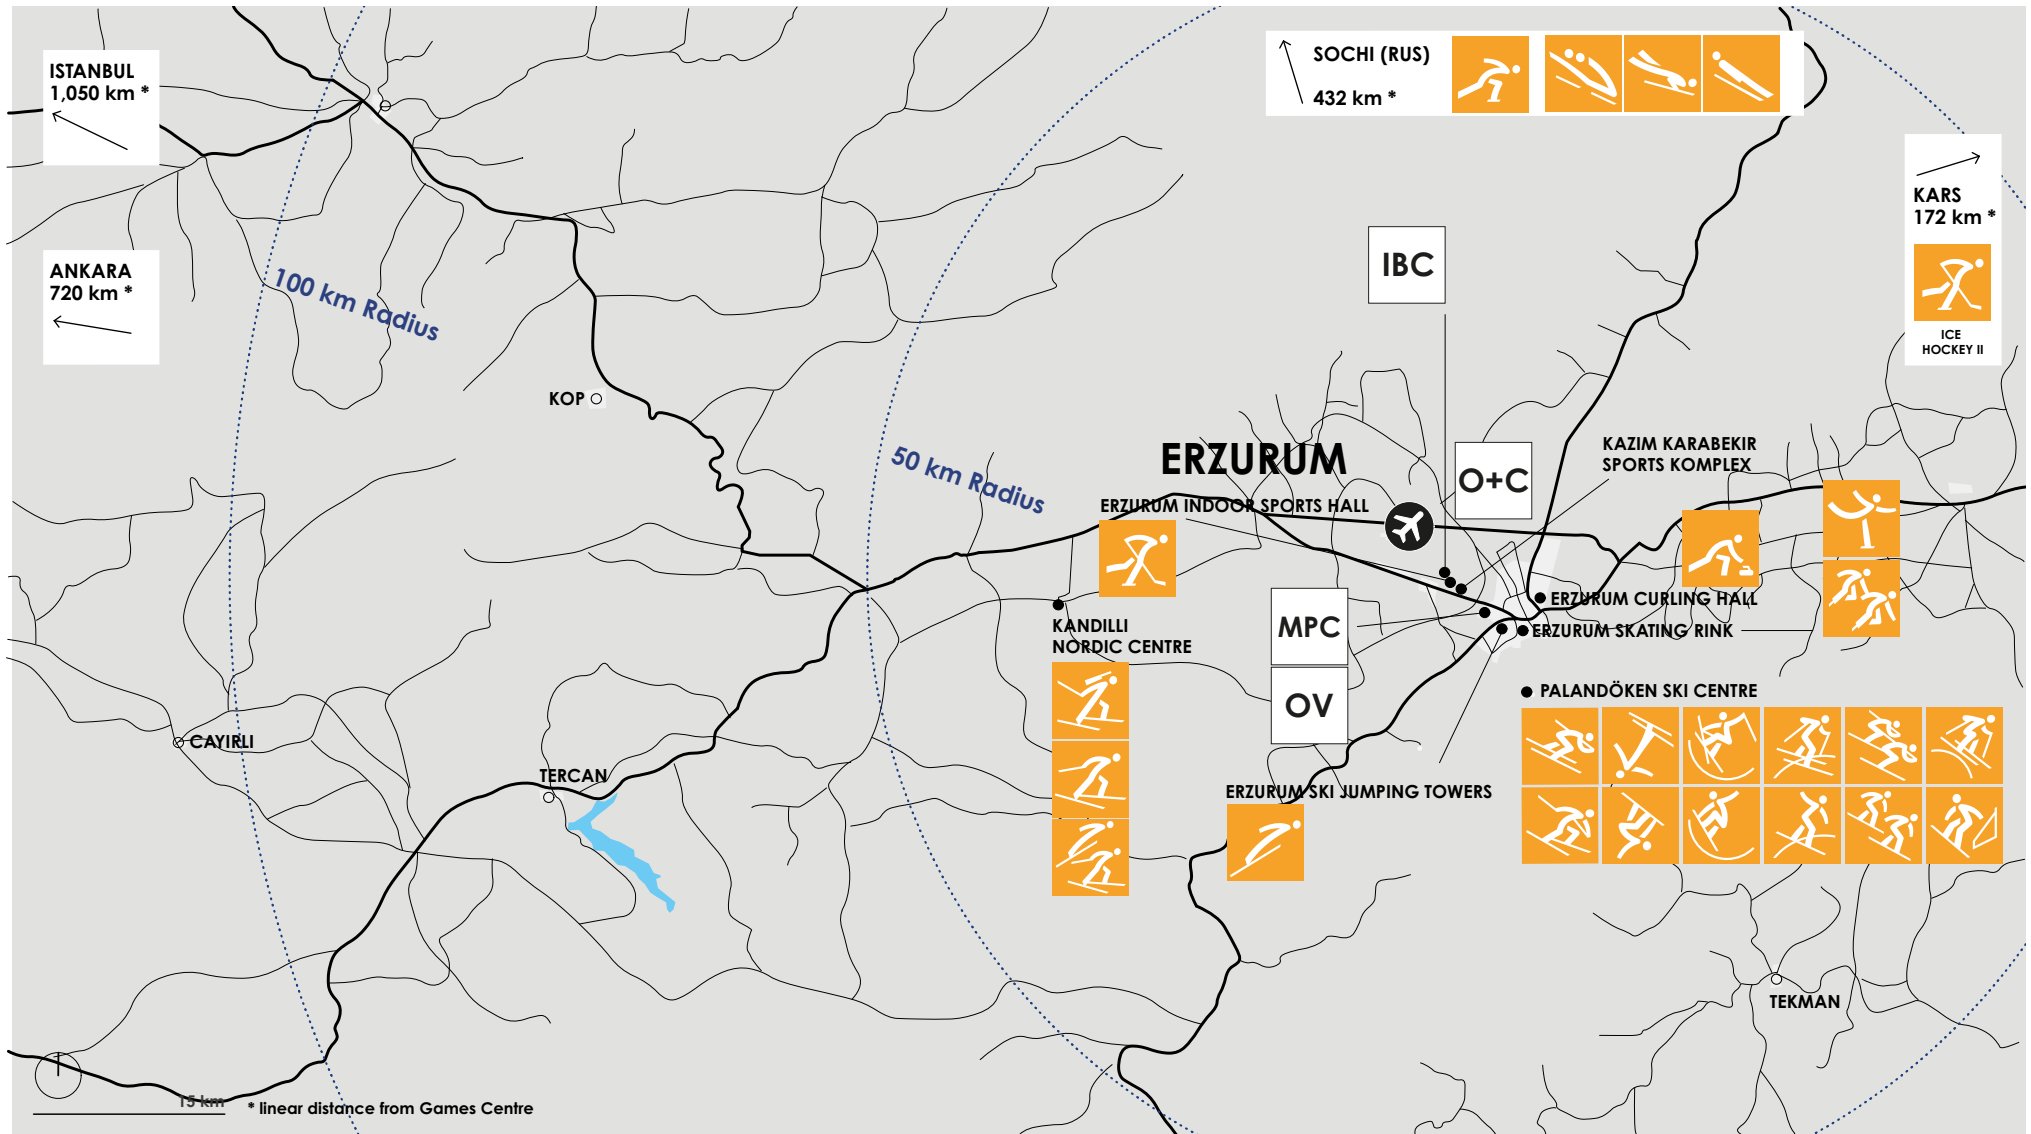 ISTANBUL
1,050 km *
ANKARA
720 km *
100 km Radius
50 km Radius
SOCHI (RUS)
432 km *
KARS
172 km *
ICE
HOCKEY II
IBC
KOP
ERZURUM
O+C
KAZIM KARABEKIR
SPORTS KOMPLEX
ERZURUM INDOOR SPORTS HALL
MPC
OV
ERZURUM CURLING HALL
ERZURUM SKATING RINK
KANDILLI
NORDIC CENTRE
PALANDÖKEN SKI CENTRE
CAYIRLI
TERCAN
ERZURUM SKI JUMPING TOWERS
TEKMAN
15 km
* linear distance from Games Centre